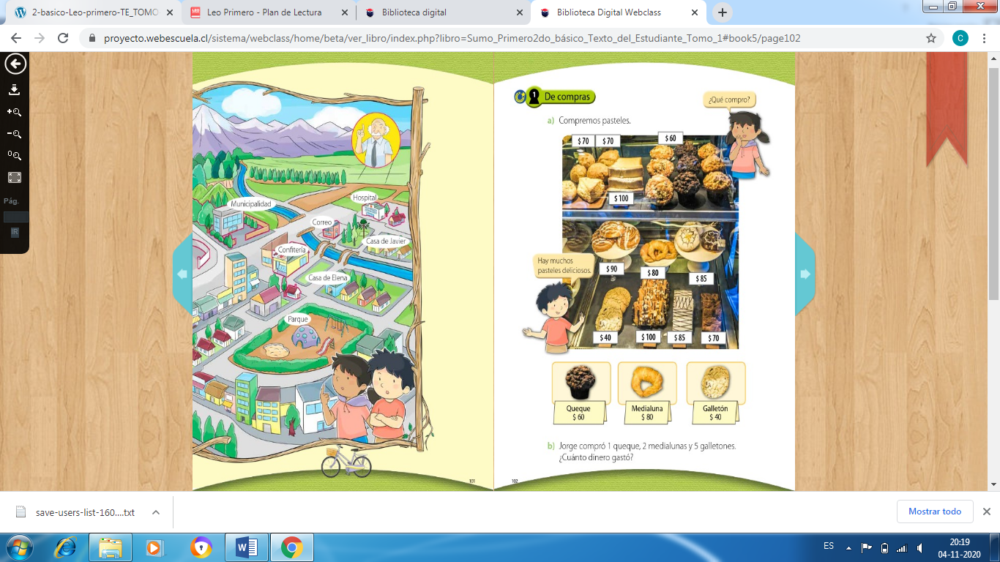 2-basico-Leo-primero-TE_TOMO
Leo Primero - Plan de Lectura
Biblioteca digital
Biblioteca Digital Webclass
proyecto.webescuela.cl/sistema/webclass/home/beta/ver_libro/index.php?libro=Sumo_Primero2do_básico_Texto_del_Estudiante_Tomo_1#book5/page102
C
Pág.
IR
Municipalidad
Hospital
Correo
Casa de Javier
Confitería
Casa de Elena
Parque
101
1 De compras
¿Qué compro?
a) Compremos pasteles.
$ 70
$ 70
$ 60
$ 100
Hay muchos
pasteles deliciosos.
$ 90
$ 80
$ 85
$ 40
$ 100
$ 85
$ 70
Queque
$ 60
Medialuna
$ 80
Galletón
$ 40
b) Jorge compró 1 queque, 2 medialunas y 5 galletones.
¿Cuánto dinero gastó?
102
save-users-list-160....txt
Mostrar todo
ES
20:19
04-11-2020